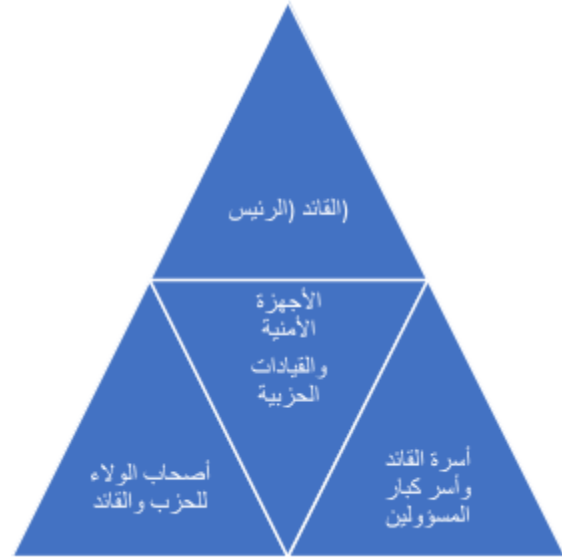 القائد (الرئيس)
الأجهزة
الأمنية
والقيادات
الحزبية
أسرة القائد
وأسر كبار
المسؤولين
أصحاب الولاء
للحزب والقائد